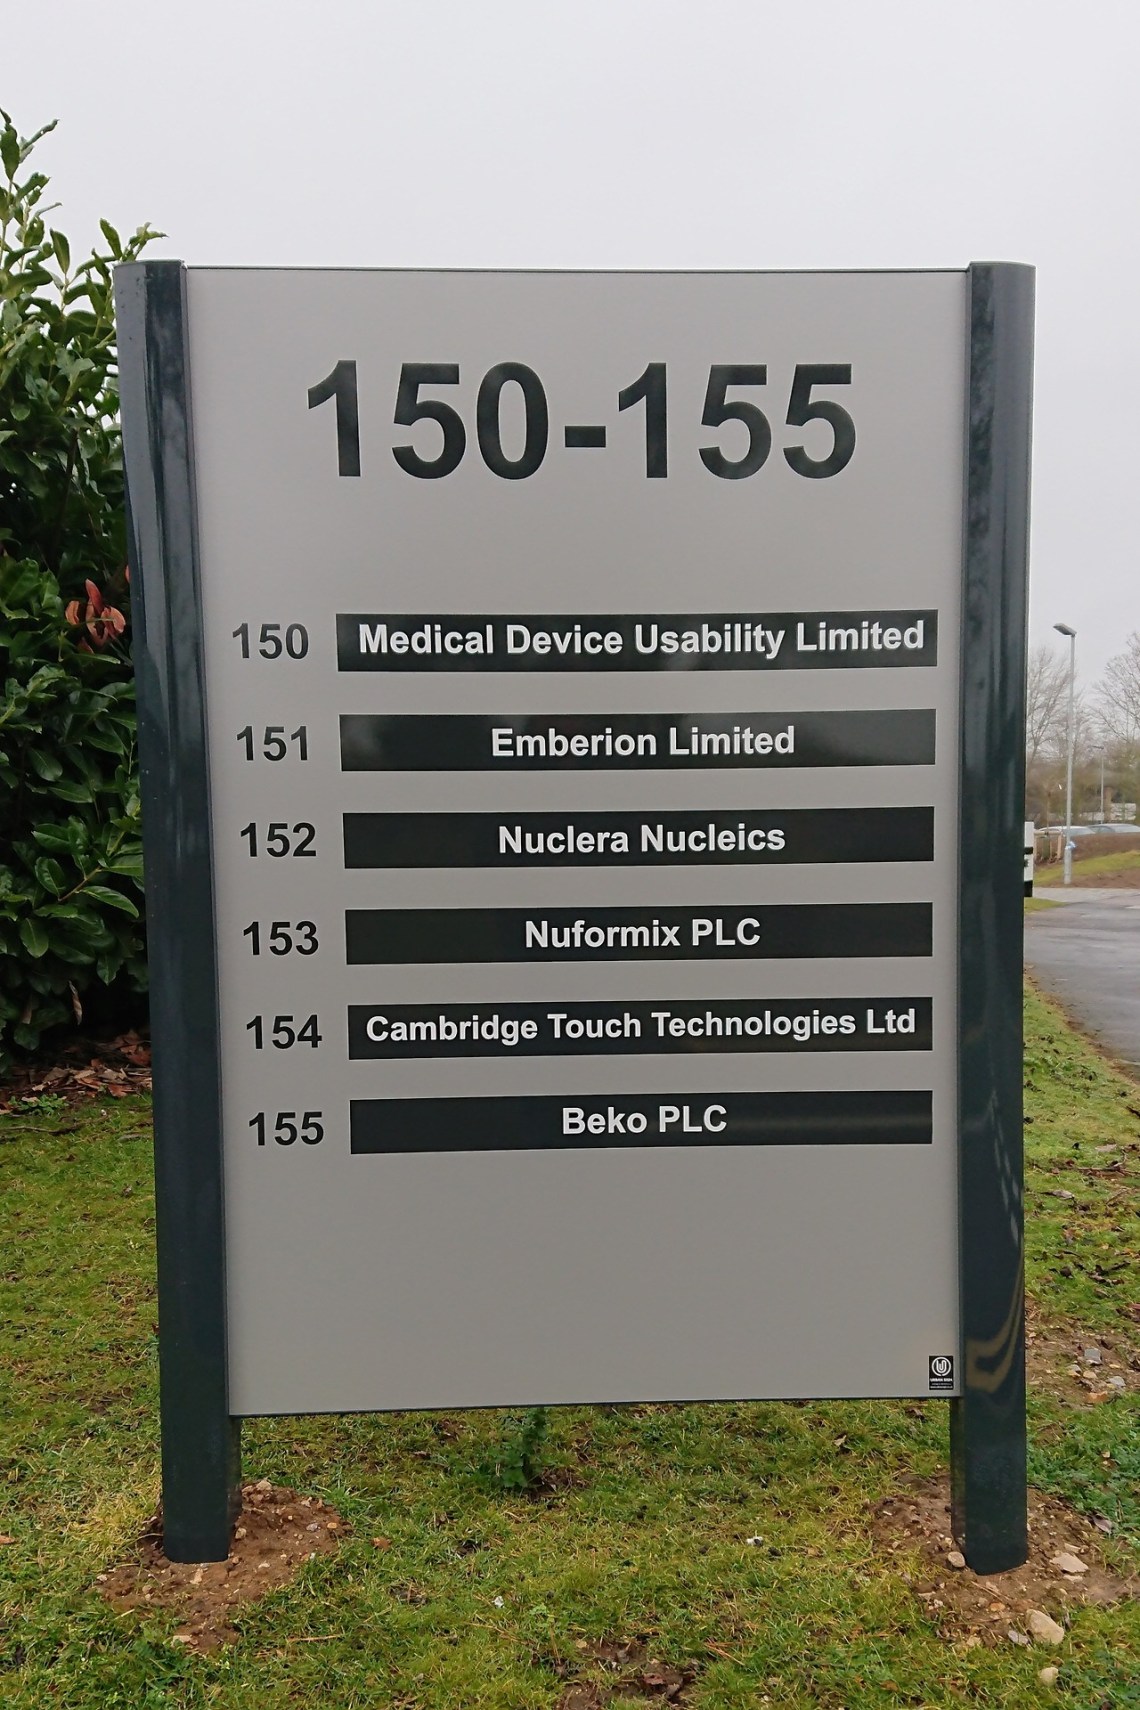 150-155
150 Medical Device Usability Limited
151 Emberion Limited
152 Nuclera Nucleics
153 Nuformix PLC
154 Cambridge Touch Technologies Ltd
155 Beko PLC